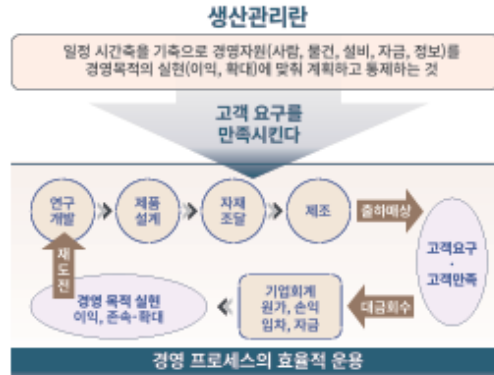 생산관리란
일정 시간축을 기축으로 경영자원(사람, 물건, 설비, 자금, 정보)를
경영목적의 실현(이익, 확대)에 맞춰 계획하고 통제하는 것
고객 요구를
만족시킨다
연구
개발
제품
설계
자재
조달
제조
출하매상
고객요구
·
고객만족
대금회수
기업회계
원가, 손익
입차, 자금
경영 목적 실현
이익, 존속·확대
재도전
경영 프로세스의 효율적 운용